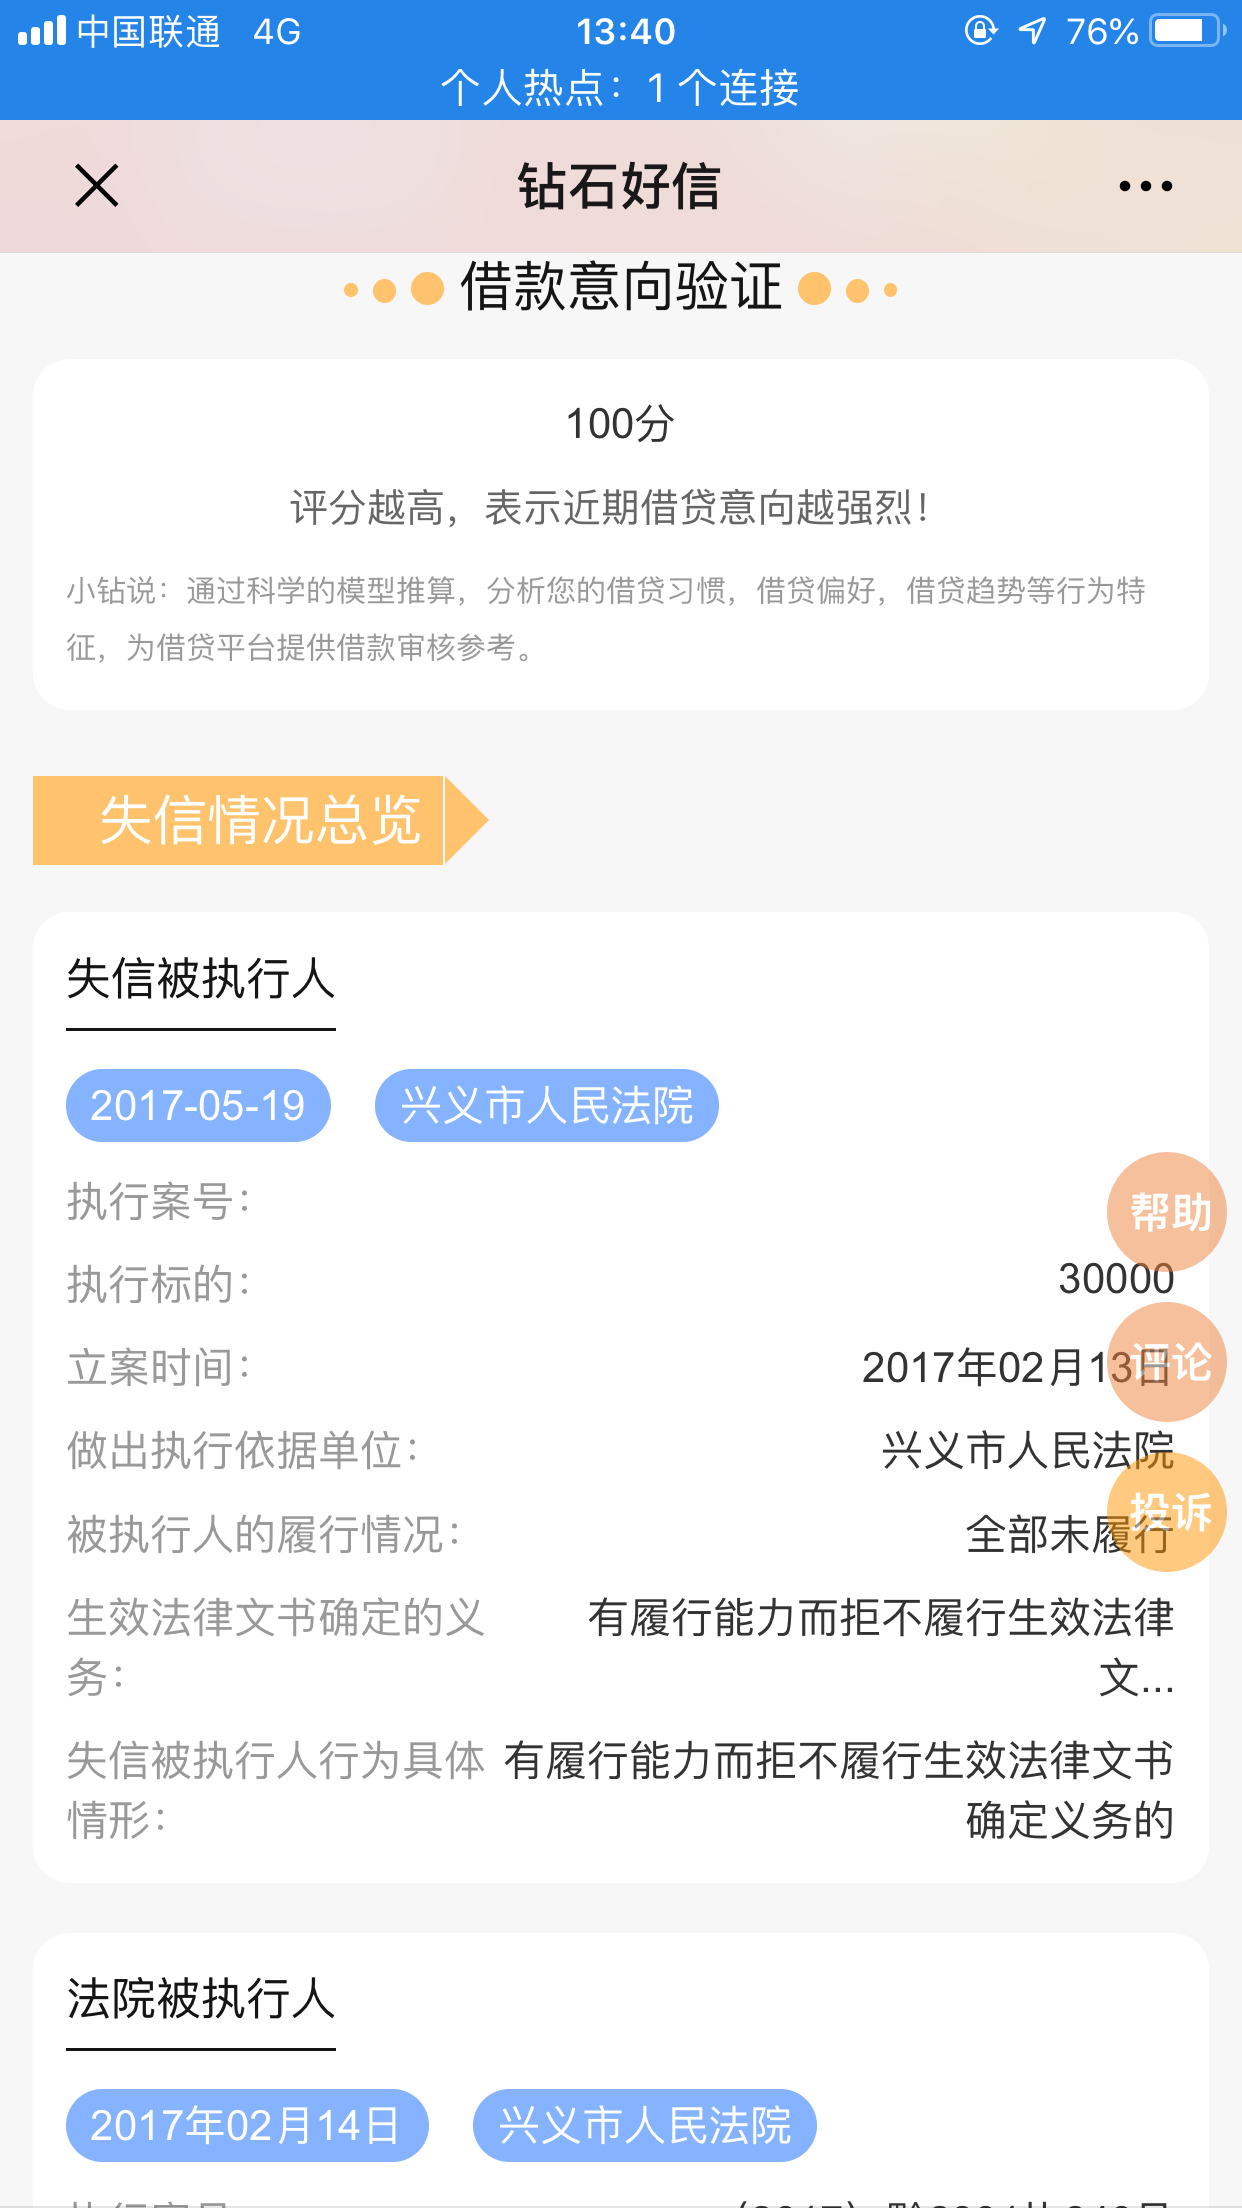 中国联通 4G 13:40 76%
个人热点：1 个连接
钻石好信
借款意向验证
100分
评分越高，表示近期借贷意向越强烈！
小钻说：通过科学的模型推算，分析您的借贷习惯，借贷偏好，借贷趋势等行为特
征，为借贷平台提供借款审核参考。
失信情况总览
失信被执行人
2017-05-19 兴义市人民法院
执行案号：
帮助
执行标的： 30000
立案时间： 2017年02月13日
评论
做出执行依据单位： 兴义市人民法院
投诉
被执行人的履行情况： 全部未履行
生效法律文书确定的义 有履行能力而拒不履行生效法律
务： 文...
失信被执行人行为具体 有履行能力而拒不履行生效法律文书
情形： 确定义务的
法院被执行人
2017年02月14日 兴义市人民法院